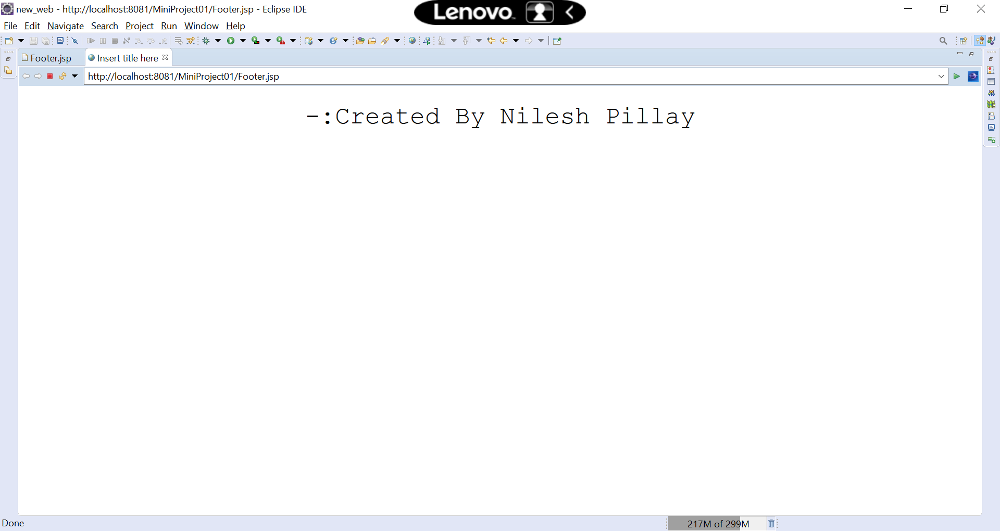 new_web - http://localhost:8081/MiniProject01/Footer.jsp - Eclipse IDE
Lenovo
File Edit Navigate Search Project Run Window Help
Footer.jsp Insert title here
http://localhost:8081/MiniProject01/Footer.jsp
-:Created By Nilesh Pillay
Done 217M of 299M